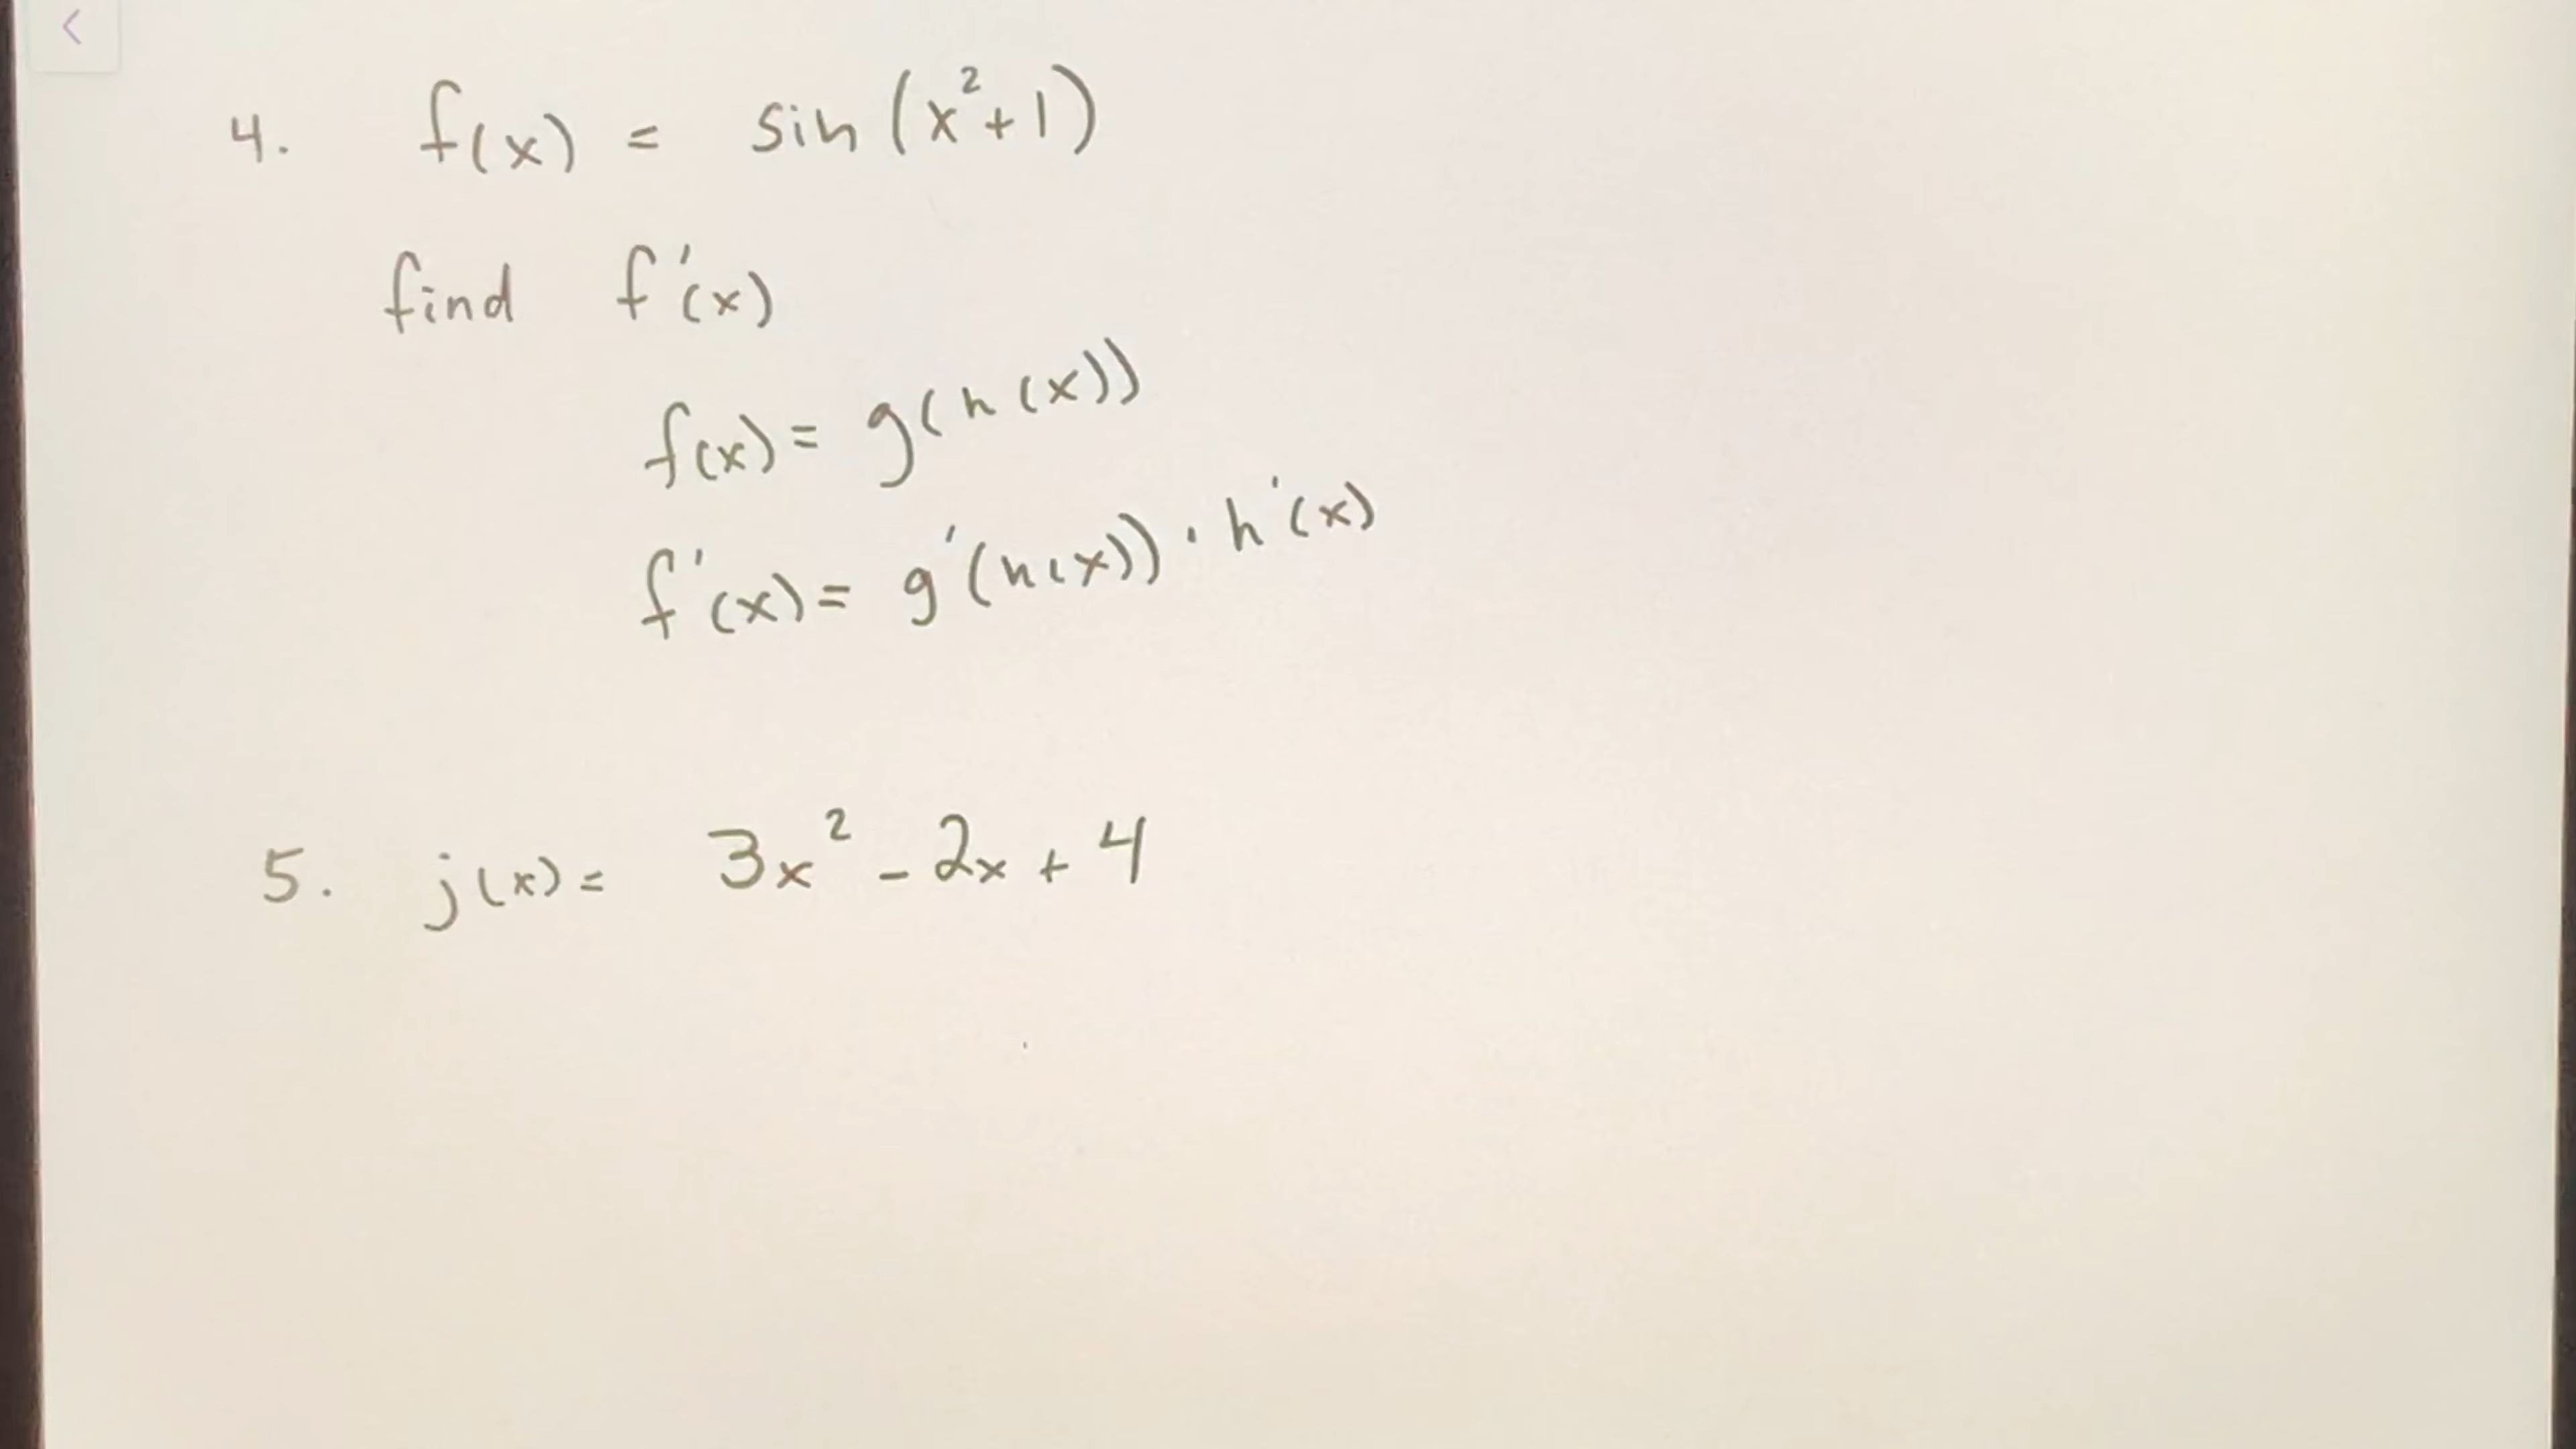 4. f(x) = sin (x²+1)
find f'(x)
f(x) = g(h(x))
f'(x) = g'(h(x)) · h'(x)
5. j(x) = 3x² - 2x + 4